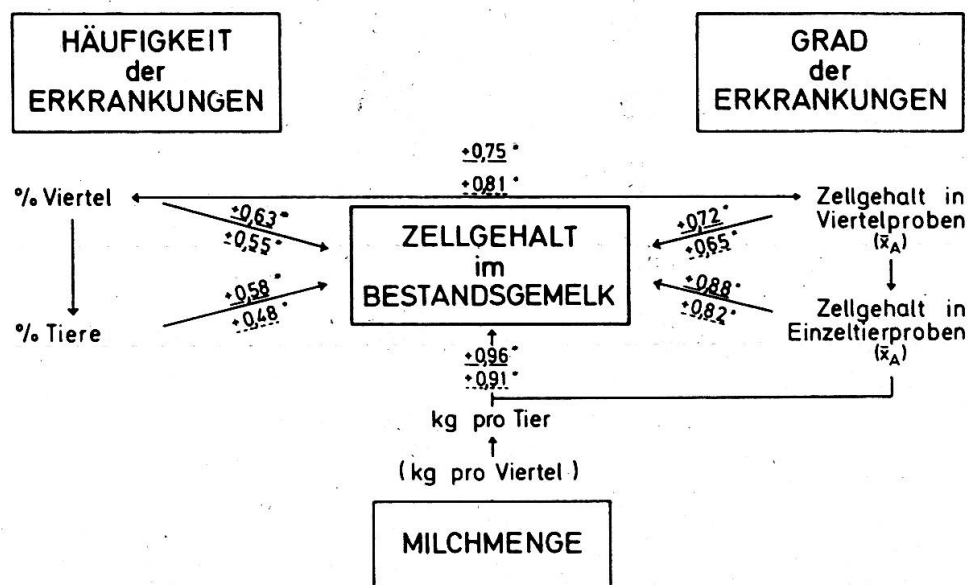 HÄUFIGKEIT
der
ERKRANKUNGEN
GRAD
der
ERKRANKUNGEN
+0,75*
+0,81*
% Viertel
Zellgehalt in
Viertelproben
(x̄A)
+0,63*
+0,55*
ZELLGEHALT
im
BESTANDSGEMELK
+0,72*
+0,65*
+0,58*
+0,48*
+0,88*
+0,82*
% Tiere
Zellgehalt in
Einzeltierproben
(x̄A)
+0,96*
+0,91*
kg pro Tier
(kg pro Viertel)
MILCHMENGE